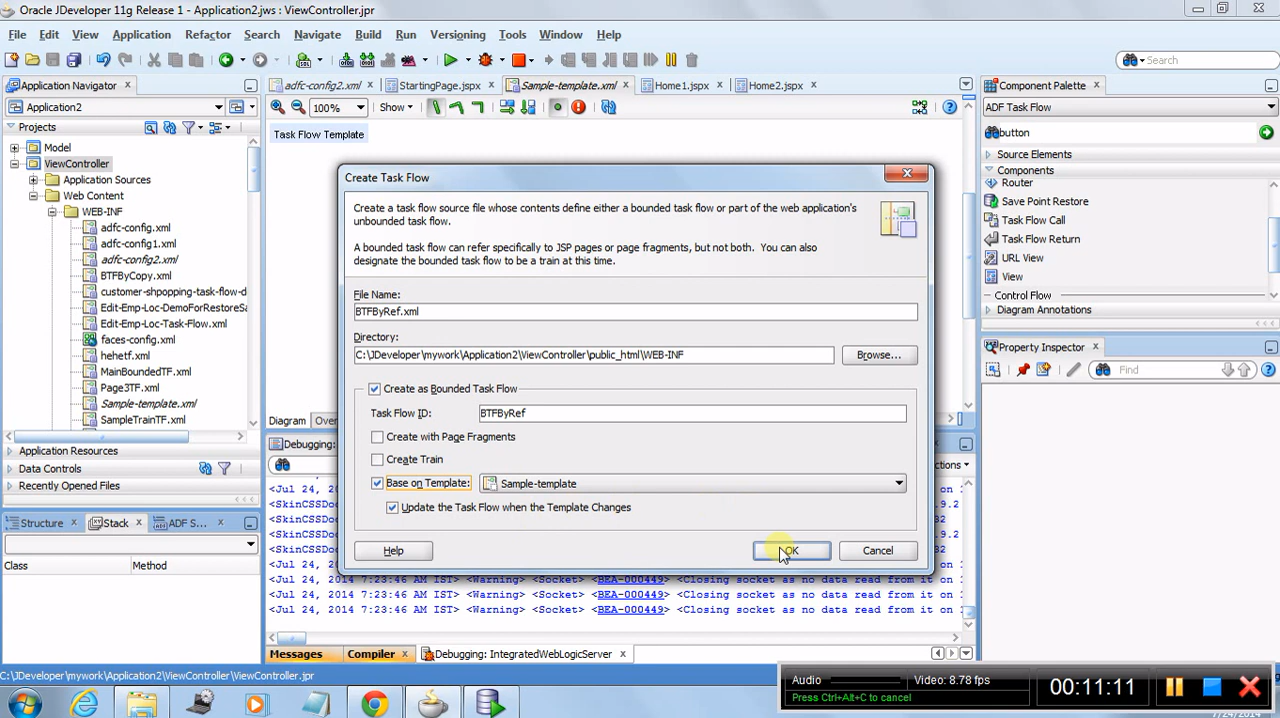 Oracle JDeveloper 11g Release 1 - Application2.jws : ViewController.jpr
File Edit View Application Refactor Search Navigate Build Run Versioning Tools Window Help
Search
Application Navigator
Application2
Projects
Model
ViewController
Application Sources
Web Content
WEB-INF
adfc-config.xml
adfc-config1.xml
adfc-config2.xml
BTFByCopy.xml
customer-shpopping-task-flow-d
Edit-Emp-Loc-DemoForRestoreSa
Edit-Emp-Loc-Task-Flow.xml
faces-config.xml
hehetf.xml
MainBoundedTF.xml
Page3TF.xml
Sample-template.xml
SampleTrainTF.xml
Application Resources
Data Controls
Recently Opened Files
Structure Stack ADF S...
Class Method
adfc-config2.xml StartingPage.jspx Sample-template.xml Home1.jspx Home2.jspx
100% Show
Task Flow Template
Create Task Flow
Create a task flow source file whose contents define either a bounded task flow or part of the web application's
unbounded task flow.
A bounded task flow can refer specifically to JSP pages or page fragments, but not both. You can also
designate the bounded task flow to be a train at this time.
File Name:
BTFByRef.xml
Directory:
C:\JDeveloper\mywork\Application2\ViewController\public_html\WEB-INF
Browse...
Create as Bounded Task Flow
Task Flow ID: BTFByRef
Create with Page Fragments
Create Train
Base on Template: Sample-template
Update the Task Flow when the Template Changes
Help OK Cancel
Diagram Over
Debugging:
ctions
<Jul 24,
<SkinCSSDo
<SkinCSSDo
<SkinCSSDo
<Jul 24,
<SkinCSSDo
<Jul 24, 2014 7:23:46 AM IST> <Warning> <Socket> <BEA-000449> <Closing socket as no data read from it on 1
<Jul 24, 2014 7:23:46 AM IST> <Warning> <Socket> <BEA-000449> <Closing socket as no data read from it on 1
<Jul 24, 2014 7:23:46 AM IST> <Warning> <Socket> <BEA-000449> <Closing socket as no data read from it on 1
Messages Compiler Debugging: IntegratedWebLogicServer
Component Palette
ADF Task Flow
button
Source Elements
Components
Router
Save Point Restore
Task Flow Call
Task Flow Return
URL View
View
Control Flow
Diagram Annotations
Property Inspector
Find
C:\JDeveloper\mywork\Application2\ViewController\ViewController.jpr
Audio Video: 8.78 fps
Press Ctrl+Alt+C to cancel
00:11:11